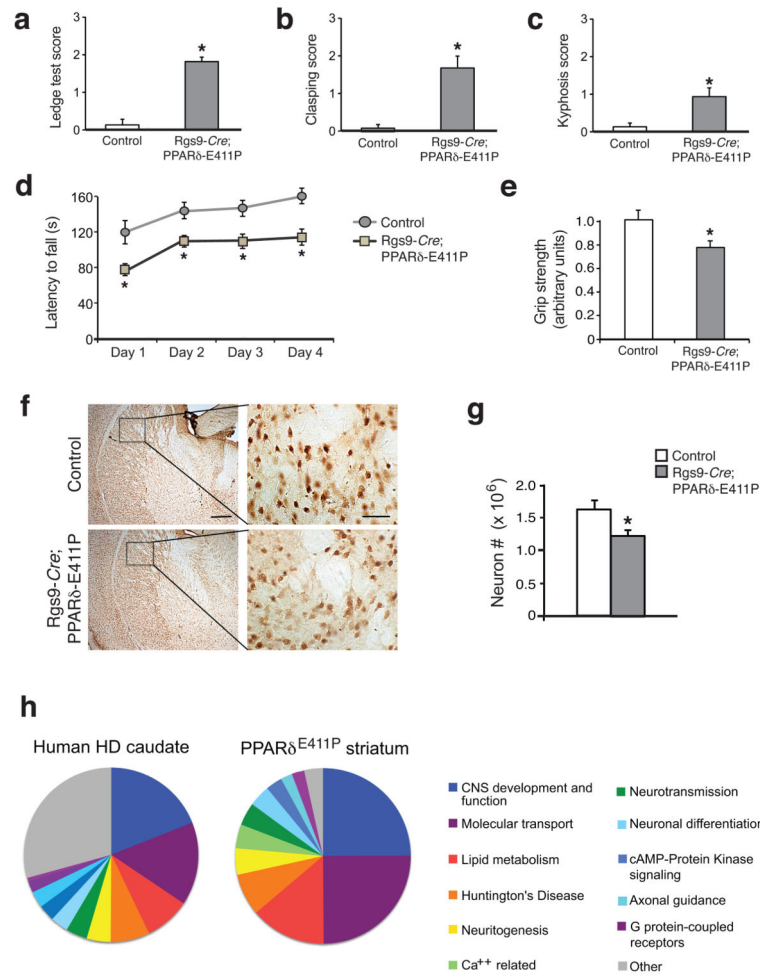 a
Ledge test score
3
2
1
0
*
Control
Rgs9-Cre;
PPARδ-E411P
b
Clasping score
3
2
1
0
*
Control
Rgs9-Cre;
PPARδ-E411P
c
Kyphosis score
3
2
1
0
*
Control
Rgs9-Cre;
PPARδ-E411P
d
Latency to fall (s)
160
120
80
40
0
*
*
*
*
Day 1
Day 2
Day 3
Day 4
Control
Rgs9-Cre;
PPARδ-E411P
e
Grip strength
(arbitrary units)
1.0
0.8
0.6
0.4
0.2
0
*
Control
Rgs9-Cre;
PPARδ-E411P
f
Control
Rgs9-Cre;
PPARδ-E411P
g
Control
Rgs9-Cre;
PPARδ-E411P
Neuron # (x 10⁶)
2.0
1.5
1.0
0.5
0
*
h
Human HD caudate
PPARδE411P striatum
CNS development and
function
Molecular transport
Lipid metabolism
Huntington's Disease
Neuritogenesis
Ca++ related
Neurotransmission
Neuronal differentiation
cAMP-Protein Kinase
signaling
Axonal guidance
G protein-coupled
receptors
Other